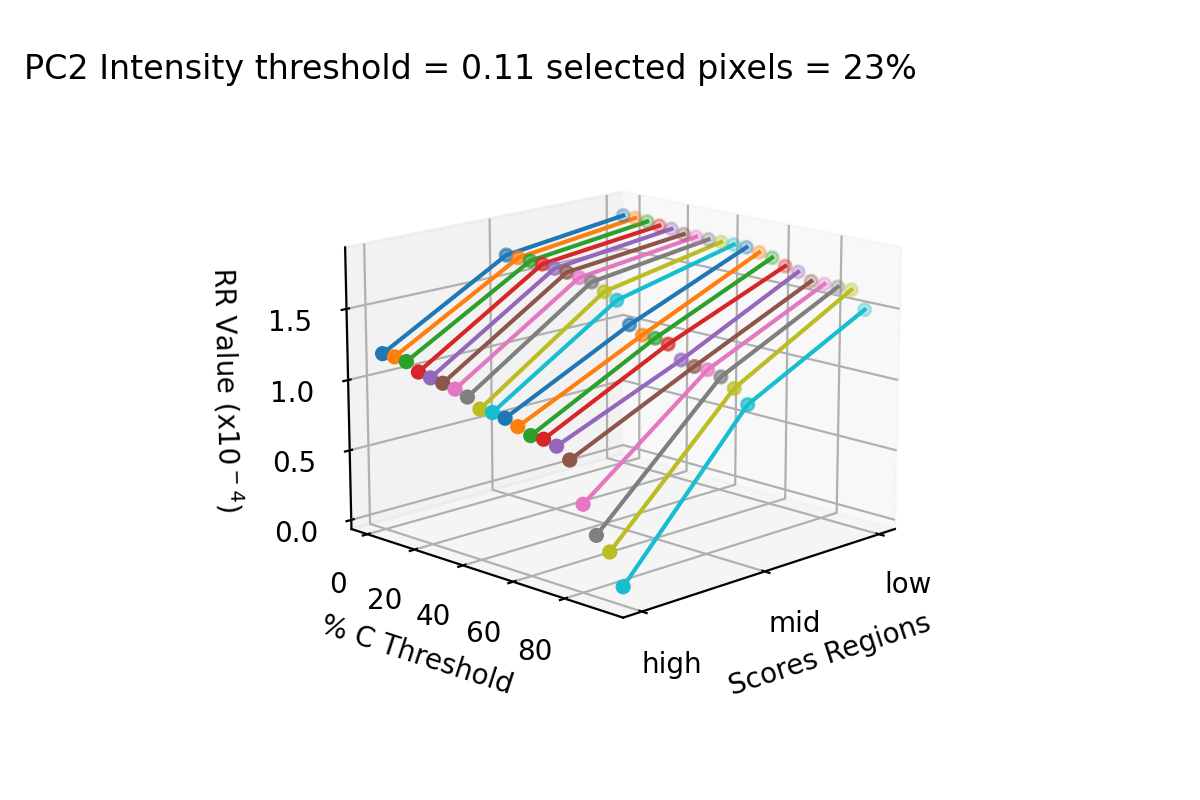 PC2 Intensity threshold = 0.11 selected pixels = 23%
RR Value (x10⁻⁴)
1.5
1.0
0.5
0.0
0
20
40
60
80
% C Threshold
high
mid
low
Scores Regions